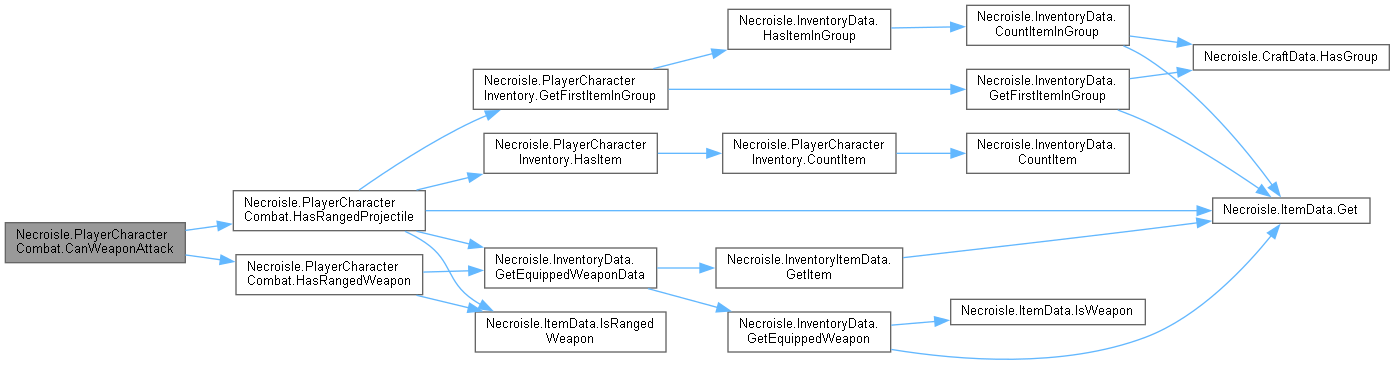 Necroisle.PlayerCharacter
Combat.CanWeaponAttack
Necroisle.PlayerCharacter
Combat.HasRangedProjectile
Necroisle.PlayerCharacter
Combat.HasRangedWeapon
Necroisle.PlayerCharacter
Inventory.GetFirstItemInGroup
Necroisle.PlayerCharacter
Inventory.HasItem
Necroisle.InventoryData.
GetEquippedWeaponData
Necroisle.ItemData.IsRanged
Weapon
Necroisle.InventoryData.
HasItemInGroup
Necroisle.PlayerCharacter
Inventory.CountItem
Necroisle.InventoryItemData.
GetItem
Necroisle.InventoryData.
GetEquippedWeapon
Necroisle.InventoryData.
CountItemInGroup
Necroisle.InventoryData.
GetFirstItemInGroup
Necroisle.InventoryData.
CountItem
Necroisle.ItemData.IsWeapon
Necroisle.CraftData.HasGroup
Necroisle.ItemData.Get